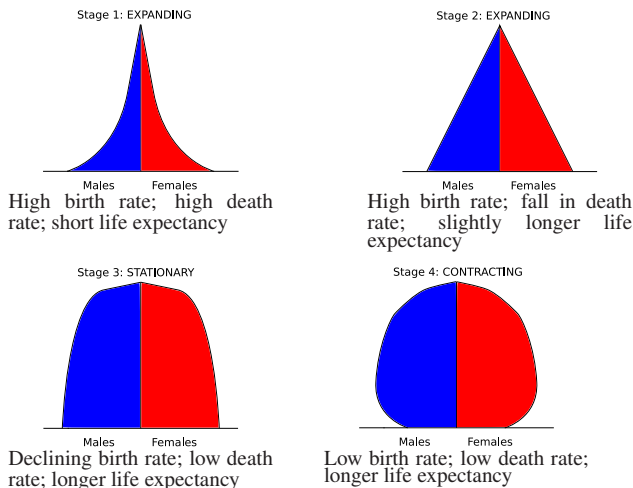 Stage 1: EXPANDING
Males Females
High birth rate; high death
rate; short life expectancy
Stage 2: EXPANDING
Males Females
High birth rate; fall in death
rate; slightly longer life
expectancy
Stage 3: STATIONARY
Males Females
Declining birth rate; low death
rate; longer life expectancy
Stage 4: CONTRACTING
Males Females
Low birth rate; low death rate;
longer life expectancy